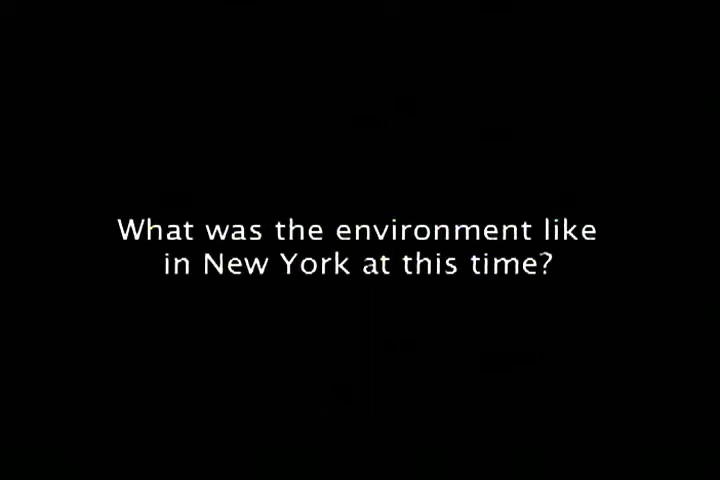 What was the environment like
in New York at this time?